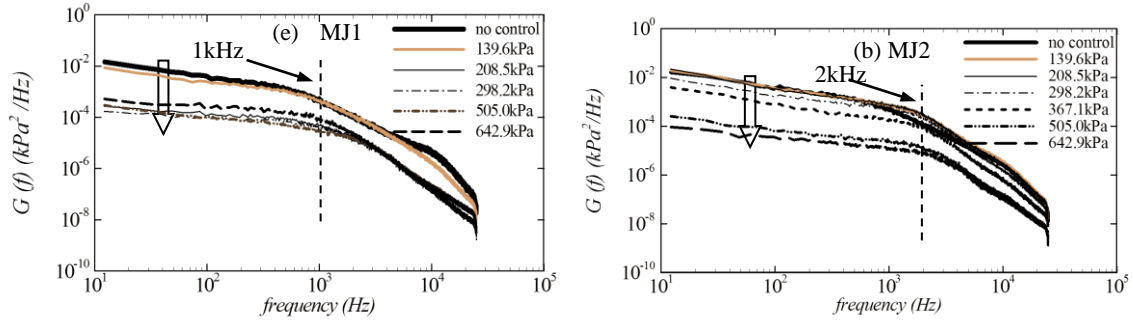 (e) MJ1
1kHz
no control
139.6kPa
208.5kPa
298.2kPa
505.0kPa
642.9kPa
10^0
10^-2
10^-4
10^-6
10^-8
10^-10
G (f) (kPa^2/Hz)
10^1 10^2 10^3 10^4 10^5
frequency (Hz)
(b) MJ2
2kHz
no control
139.6kPa
208.5kPa
298.2kPa
367.1kPa
505.0kPa
642.9kPa
10^0
10^-2
10^-4
10^-6
10^-8
10^-10
G (f) (kPa^2/Hz)
10^1 10^2 10^3 10^4 10^5
frequency (Hz)